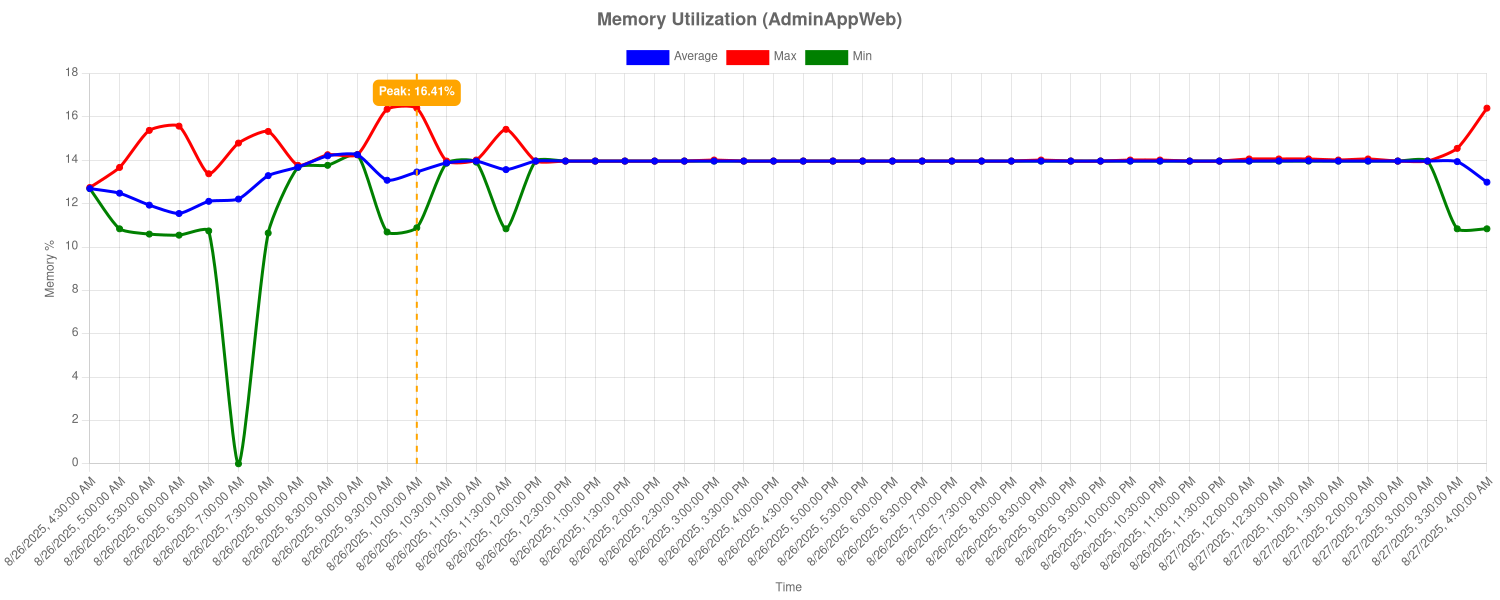 Memory Utilization (AdminAppWeb)
Average Max Min
Peak: 16.41%
18
16
14
12
10
8
6
4
2
0
Memory %
8/26/2025, 4:30:00 AM
8/26/2025, 5:00:00 AM
8/26/2025, 5:30:00 AM
8/26/2025, 6:00:00 AM
8/26/2025, 6:30:00 AM
8/26/2025, 7:00:00 AM
8/26/2025, 7:30:00 AM
8/26/2025, 8:00:00 AM
8/26/2025, 8:30:00 AM
8/26/2025, 9:00:00 AM
8/26/2025, 9:30:00 AM
8/26/2025, 10:00:00 AM
8/26/2025, 10:30:00 AM
8/26/2025, 11:00:00 AM
8/26/2025, 11:30:00 AM
8/26/2025, 12:00:00 PM
8/26/2025, 12:30:00 PM
8/26/2025, 1:00:00 PM
8/26/2025, 1:30:00 PM
8/26/2025, 2:00:00 PM
8/26/2025, 2:30:00 PM
8/26/2025, 3:00:00 PM
8/26/2025, 3:30:00 PM
8/26/2025, 4:00:00 PM
8/26/2025, 4:30:00 PM
8/26/2025, 5:00:00 PM
8/26/2025, 5:30:00 PM
8/26/2025, 6:00:00 PM
8/26/2025, 6:30:00 PM
8/26/2025, 7:00:00 PM
8/26/2025, 7:30:00 PM
8/26/2025, 8:00:00 PM
8/26/2025, 8:30:00 PM
8/26/2025, 9:00:00 PM
8/26/2025, 9:30:00 PM
8/26/2025, 10:00:00 PM
8/26/2025, 10:30:00 PM
8/26/2025, 11:00:00 PM
8/26/2025, 11:30:00 PM
8/27/2025, 12:00:00 AM
8/27/2025, 12:30:00 AM
8/27/2025, 1:00:00 AM
8/27/2025, 1:30:00 AM
8/27/2025, 2:00:00 AM
8/27/2025, 2:30:00 AM
8/27/2025, 3:00:00 AM
8/27/2025, 3:30:00 AM
8/27/2025, 4:00:00 AM
Time